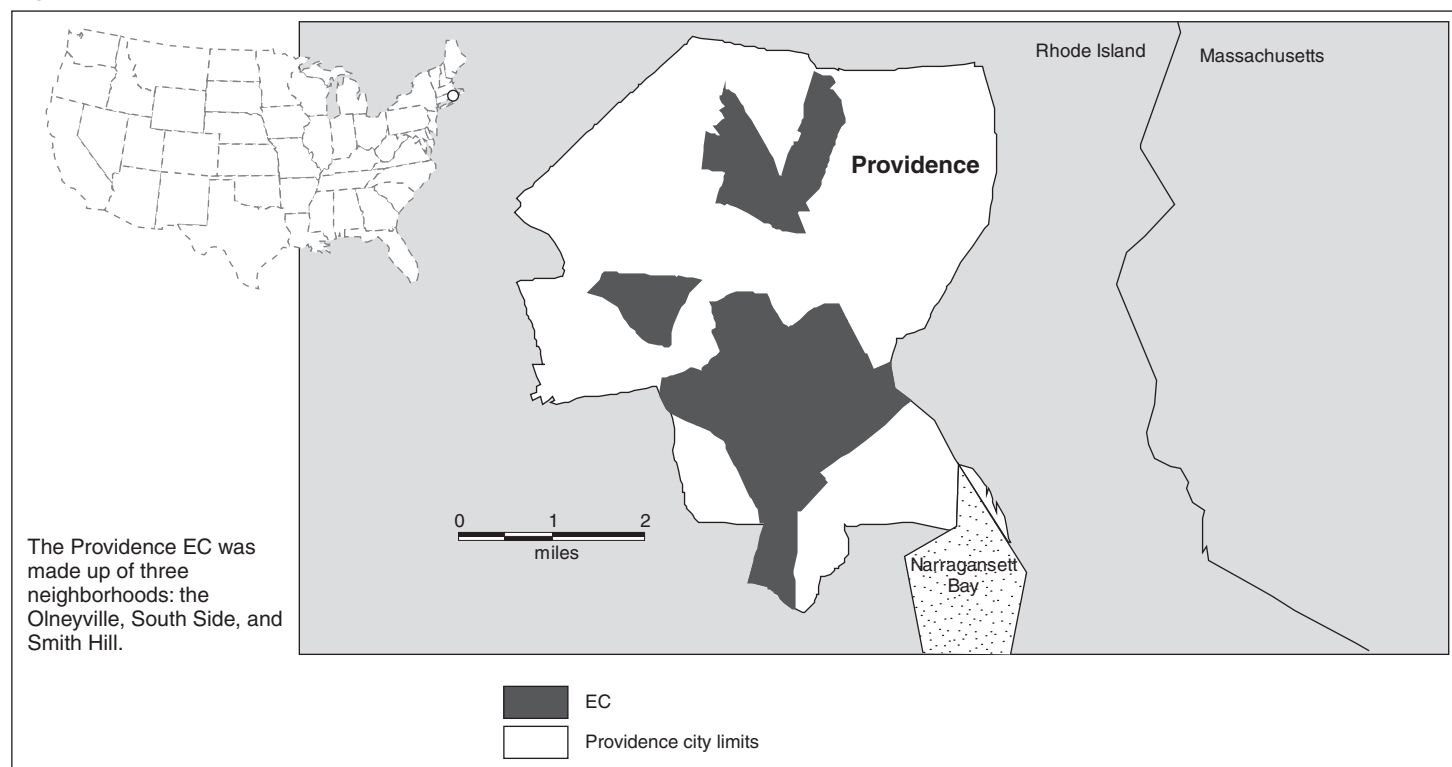 Rhode Island
Massachusetts
Providence
0 1 2
miles
Narragansett
Bay
The Providence EC was
made up of three
neighborhoods: the
Olneyville, South Side, and
Smith Hill.
EC
Providence city limits